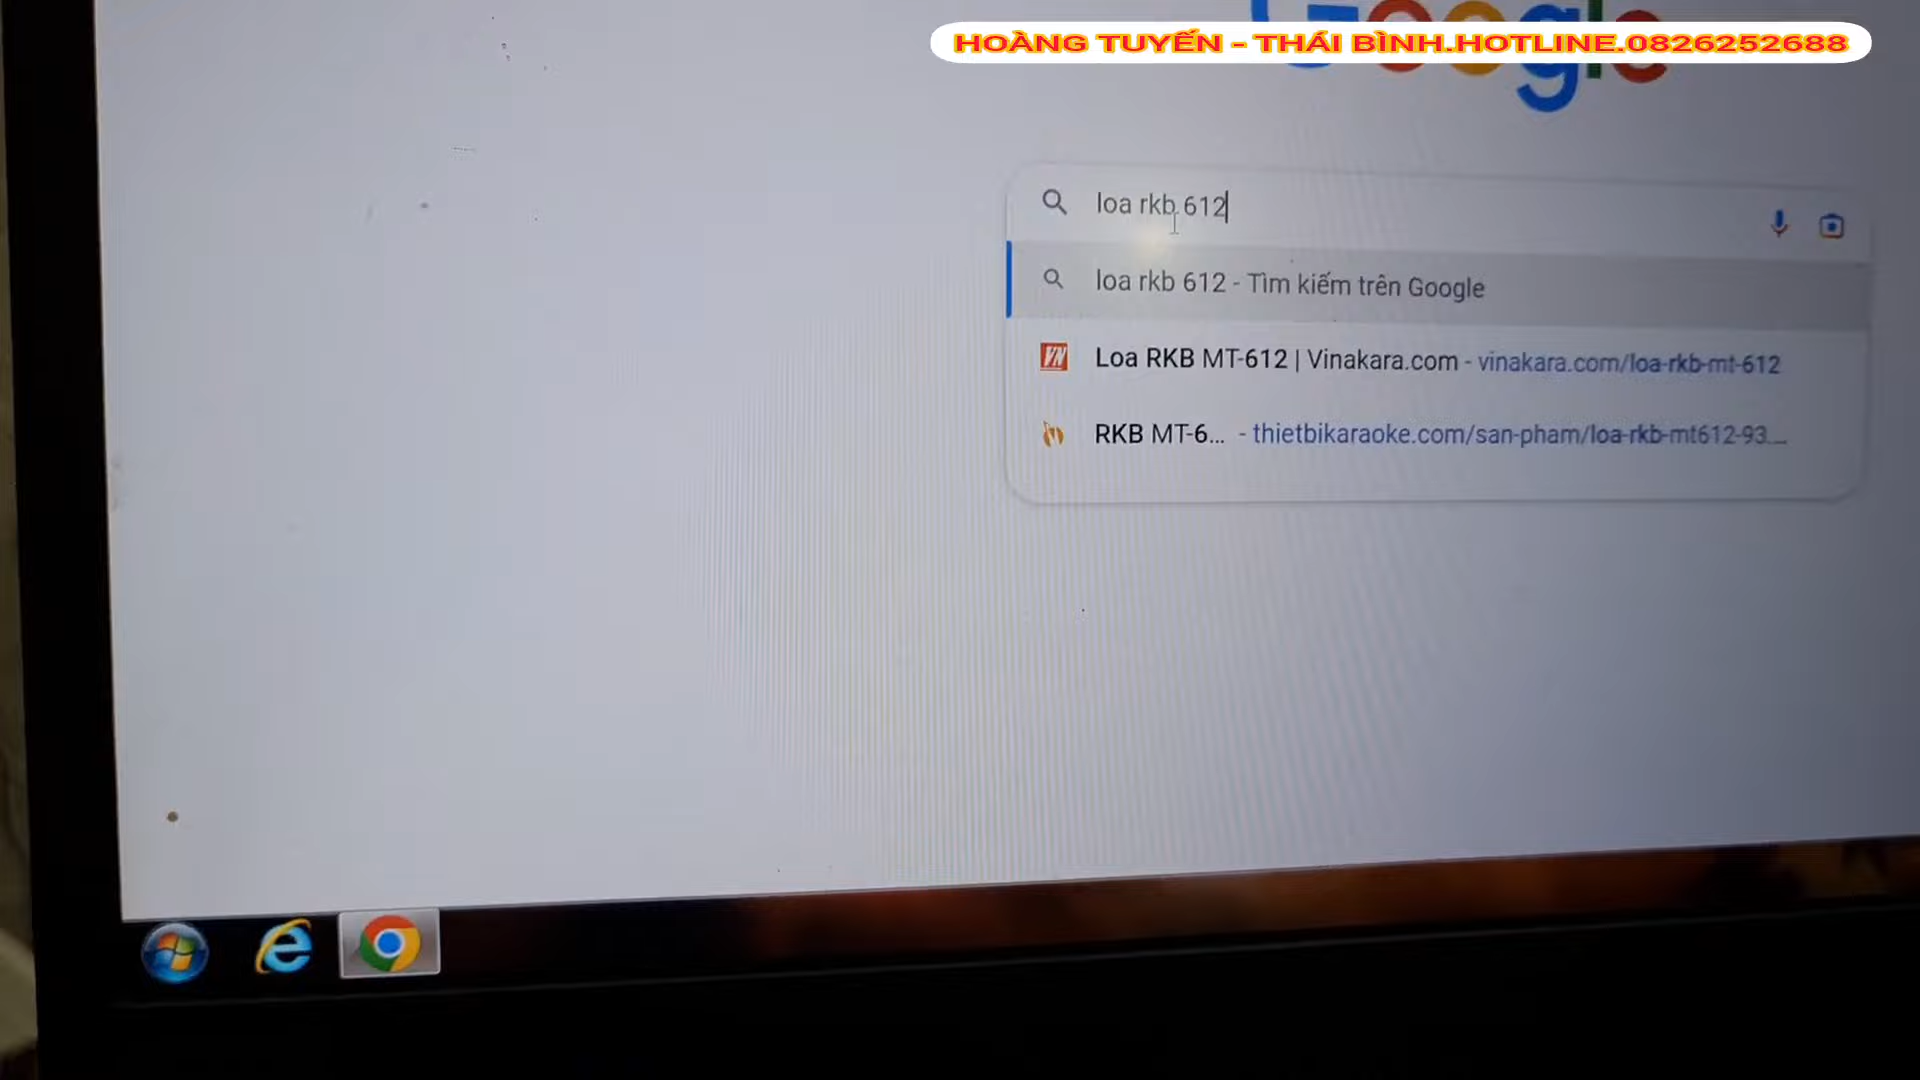 Google
HOÀNG TUYẾN - THÁI BÌNH.HOTLINE.0826252688
loa rkb 612
loa rkb 612 - Tìm kiếm trên Google
VN Loa RKB MT-612 | Vinakara.com - vinakara.com/loa-rkb-mt-612
RKB MT-6... - thietbikaraoke.com/san-pham/loa-rkb-mt612-93...